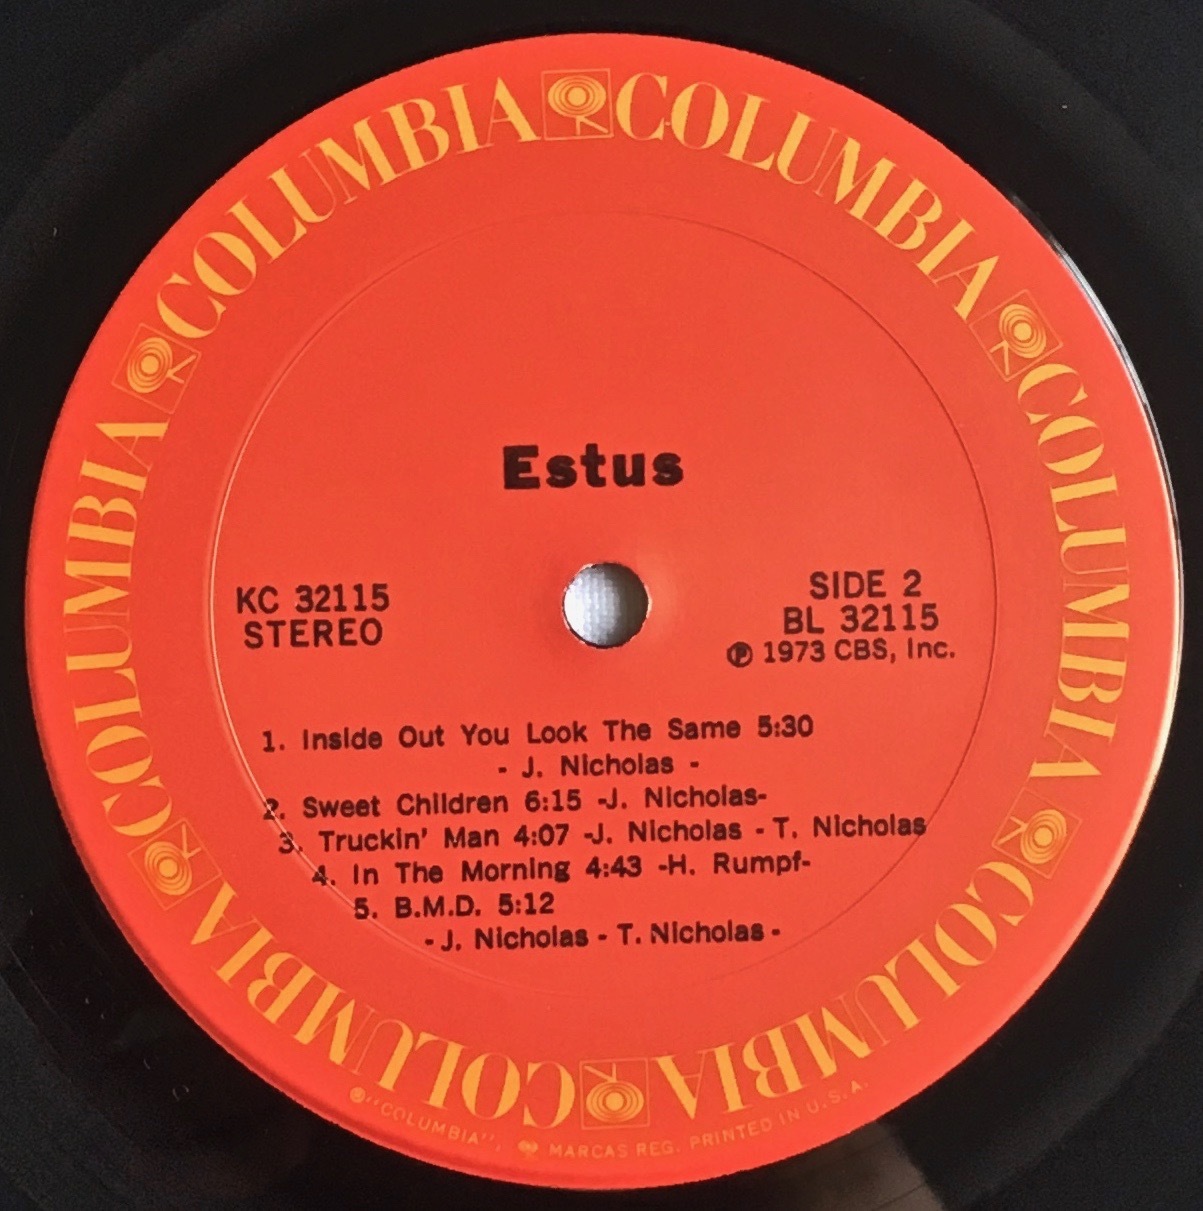 COLUMBIA COLUMBIA COLUMBIA COLUMBIA COLUMBIA COLUMBIA
Estus
KC 32115
STEREO
SIDE 2
BL 32115
℗ 1973 CBS, Inc.
1. Inside Out You Look The Same 5:30
- J. Nicholas -
2. Sweet Children 6:15 -J. Nicholas-
3. Truckin' Man 4:07 -J. Nicholas - T. Nicholas
4. In The Morning 4:43 -H. Rumpf-
5. B.M.D. 5:12
- J. Nicholas - T. Nicholas -
®"COLUMBIA", MARCAS REG. PRINTED IN U.S.A.